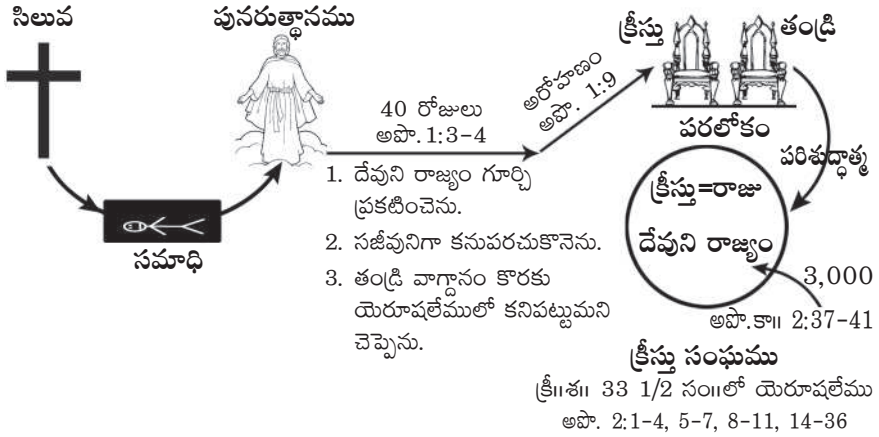 సిలువ
పునరుత్థానము
సమాధి
40 రోజులు
అపొ.1:3-4
1. దేవుని రాజ్యం గూర్చి
ప్రకటించెను.
2. సజీవునిగా కనుపరచుకొనెను.
3. తండ్రి వాగ్దానం కొరకు
యెరూషలేములో కనిపట్టుమని
చెప్పెను.
అరోహణం
అపొ. 1:9
క్రీస్తు
తండ్రి
పరలోకం
పరిశుద్ధాత్మ
క్రీస్తు=రాజు
దేవుని రాజ్యం
3,000
అపొ.కా॥ 2:37-41
క్రీస్తు సంఘము
క్రీ॥శ॥ 33 1/2 సం॥లో యెరూషలేము
అపొ. 2:1-4, 5-7, 8-11, 14-36